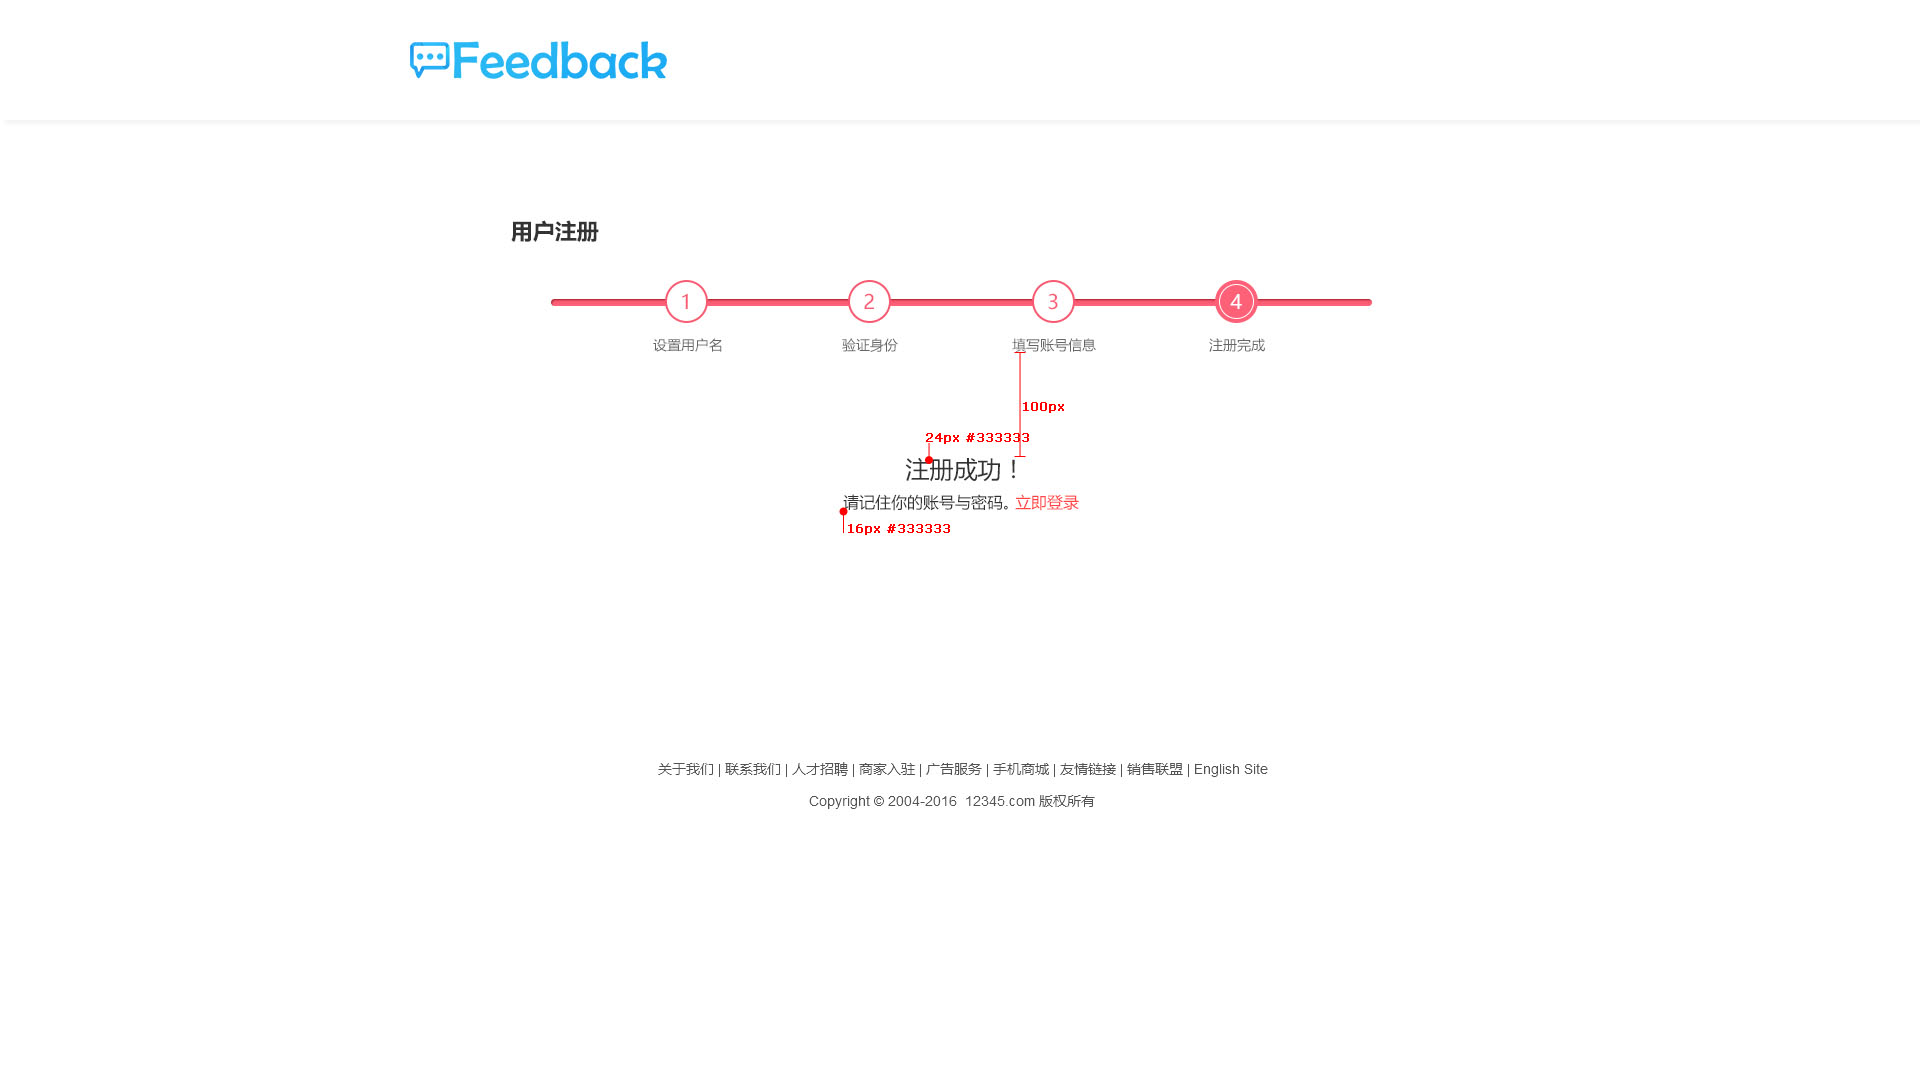 Feedback
用户注册
1 2 3 4
设置用户名 验证身份 填写账号信息 注册完成
100px
24px #333333
注册成功！
请记住你的账号与密码。立即登录
16px #333333
关于我们 | 联系我们 | 人才招聘 | 商家入驻 | 广告服务 | 手机商城 | 友情链接 | 销售联盟 | English Site
Copyright © 2004-2016 12345.com 版权所有